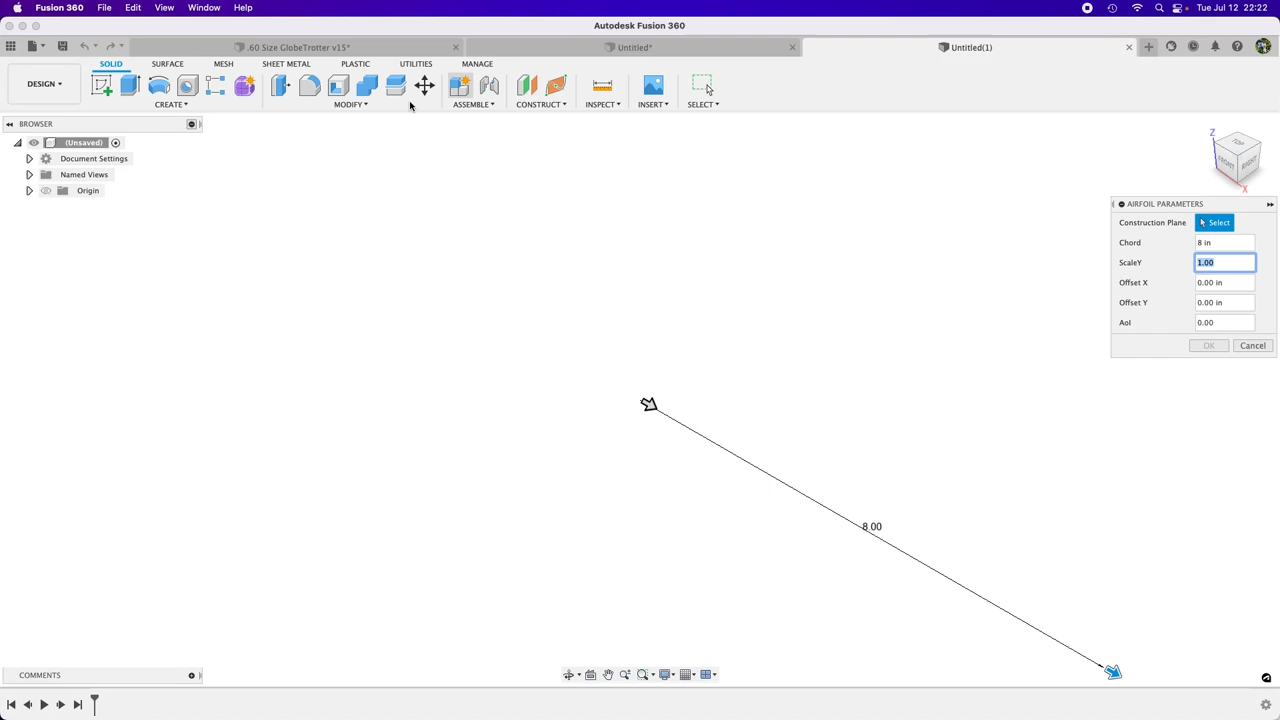 Fusion 360 File Edit View Window Help Tue Jul 12 22:22
Autodesk Fusion 360
.60 Size GlobeTrotter v15* Untitled* Untitled(1)
SOLID SURFACE MESH SHEET METAL PLASTIC UTILITIES MANAGE
DESIGN
CREATE MODIFY ASSEMBLE CONSTRUCT INSPECT INSERT SELECT
BROWSER
(Unsaved)
Document Settings
Named Views
Origin
Z
TOP
FRONT RIGHT
X
AIRFOIL PARAMETERS
Construction Plane Select
Chord 8 in
ScaleY 1.00
Offset X 0.00 in
Offset Y 0.00 in
AoI 0.00
OK Cancel
8.00
COMMENTS